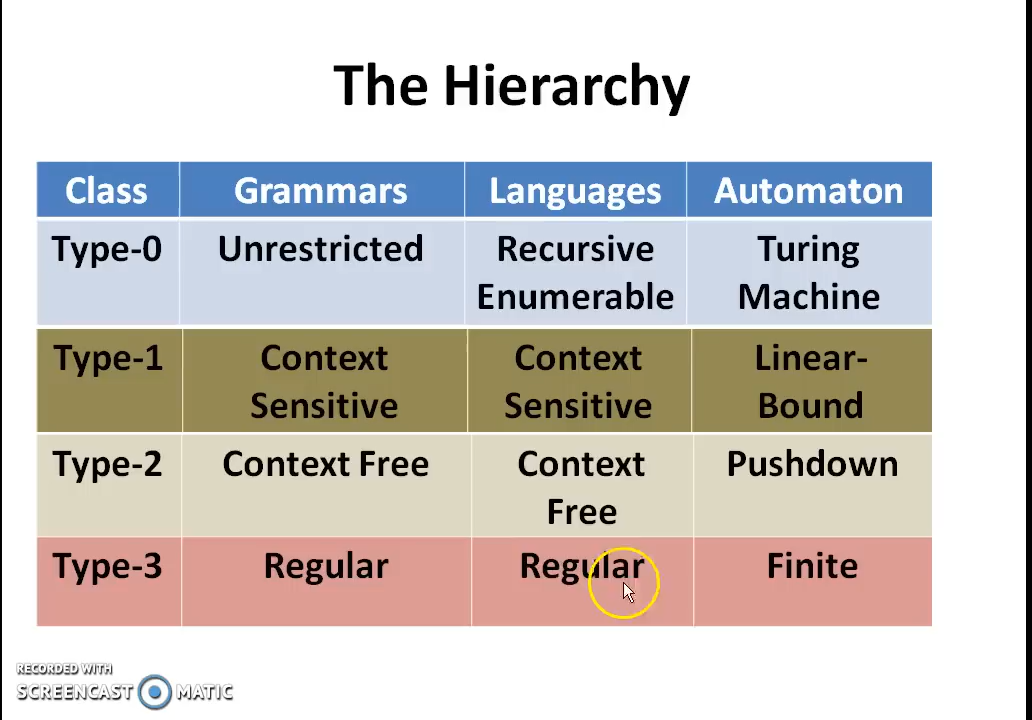 The Hierarchy
Class Grammars Languages Automaton
Type-0 Unrestricted Recursive Turing
Enumerable Machine
Type-1 Context Context Linear-
Sensitive Sensitive Bound
Type-2 Context Free Context Pushdown
Free
Type-3 Regular Regular Finite
RECORDED WITH
SCREENCAST MATIC